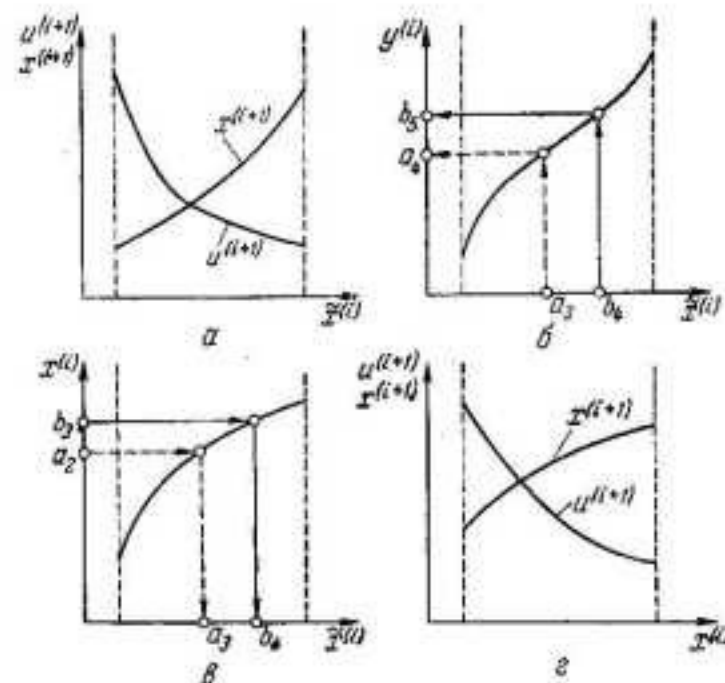 u^(i+1)
x^(i+1)
x^(i+1)
u^(i+1)
x̃^(i)
а
y^(i)
b₅
a₄
a₃
b₄
x̃^(i)
б
x^(i)
b₃
a₂
a₃
b₄
x̃^(i)
в
u^(i+1)
x^(i+1)
x^(i+1)
u^(i+1)
x^(i)
г